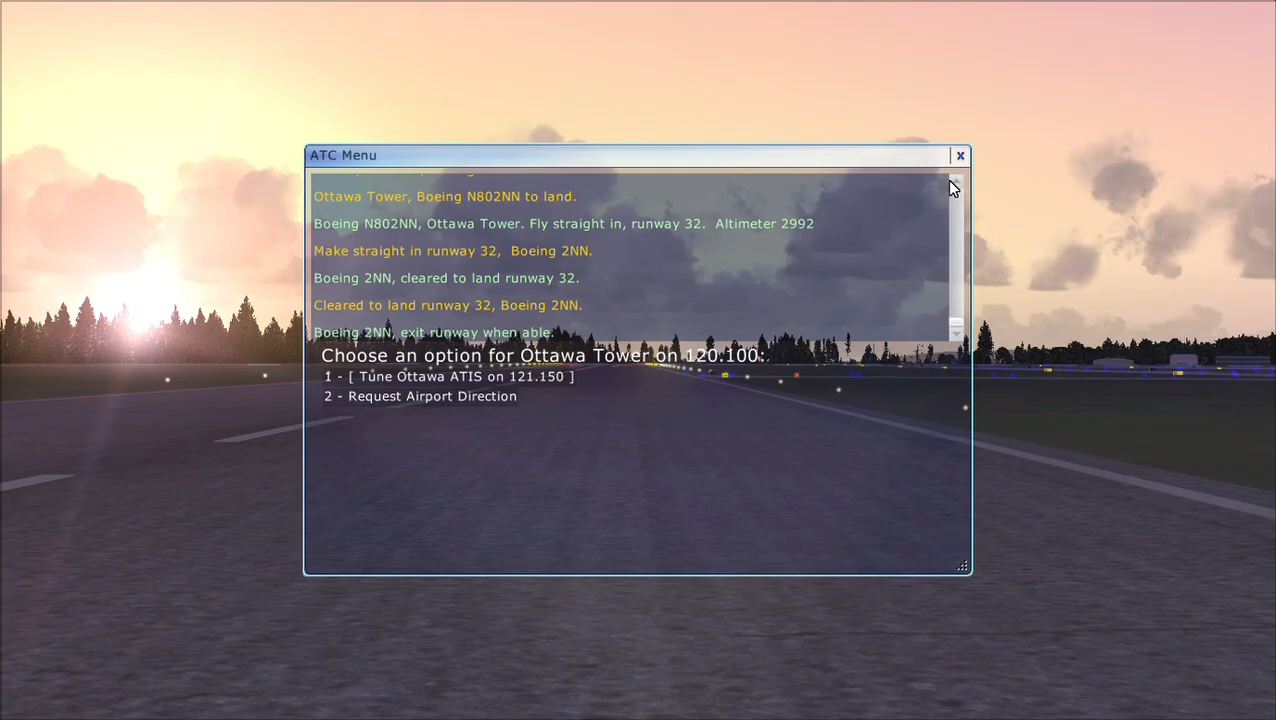 ATC Menu
x
Ottawa Tower, Boeing N802NN to land.
Boeing N802NN, Ottawa Tower. Fly straight in, runway 32.  Altimeter 2992
Make straight in runway 32,  Boeing 2NN.
Boeing 2NN, cleared to land runway 32.
Cleared to land runway 32, Boeing 2NN.
Boeing 2NN, exit runway when able.
Choose an option for Ottawa Tower on 120.100:
1 - [ Tune Ottawa ATIS on 121.150 ]
2 - Request Airport Direction